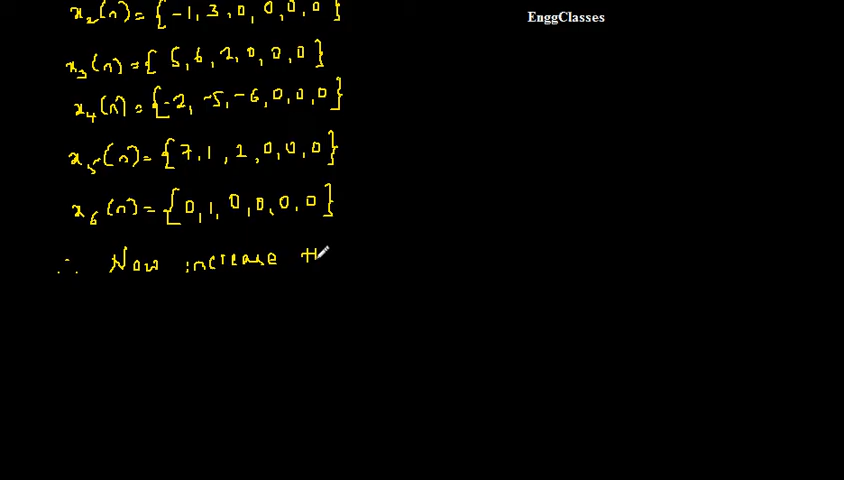 EnggClasses
x₂(n) = {-1, 3, 0, 0, 0, 0}
x₃(n) = { 5, 6, 2, 0, 0, 0 }
x₄(n) = {-2, -5, -6, 0, 0, 0}
x₅(n) = { 7, 1, 2, 0, 0, 0 }
x₆(n) = { 0, 1, 0, 0, 0, 0 }
∴ Now increase